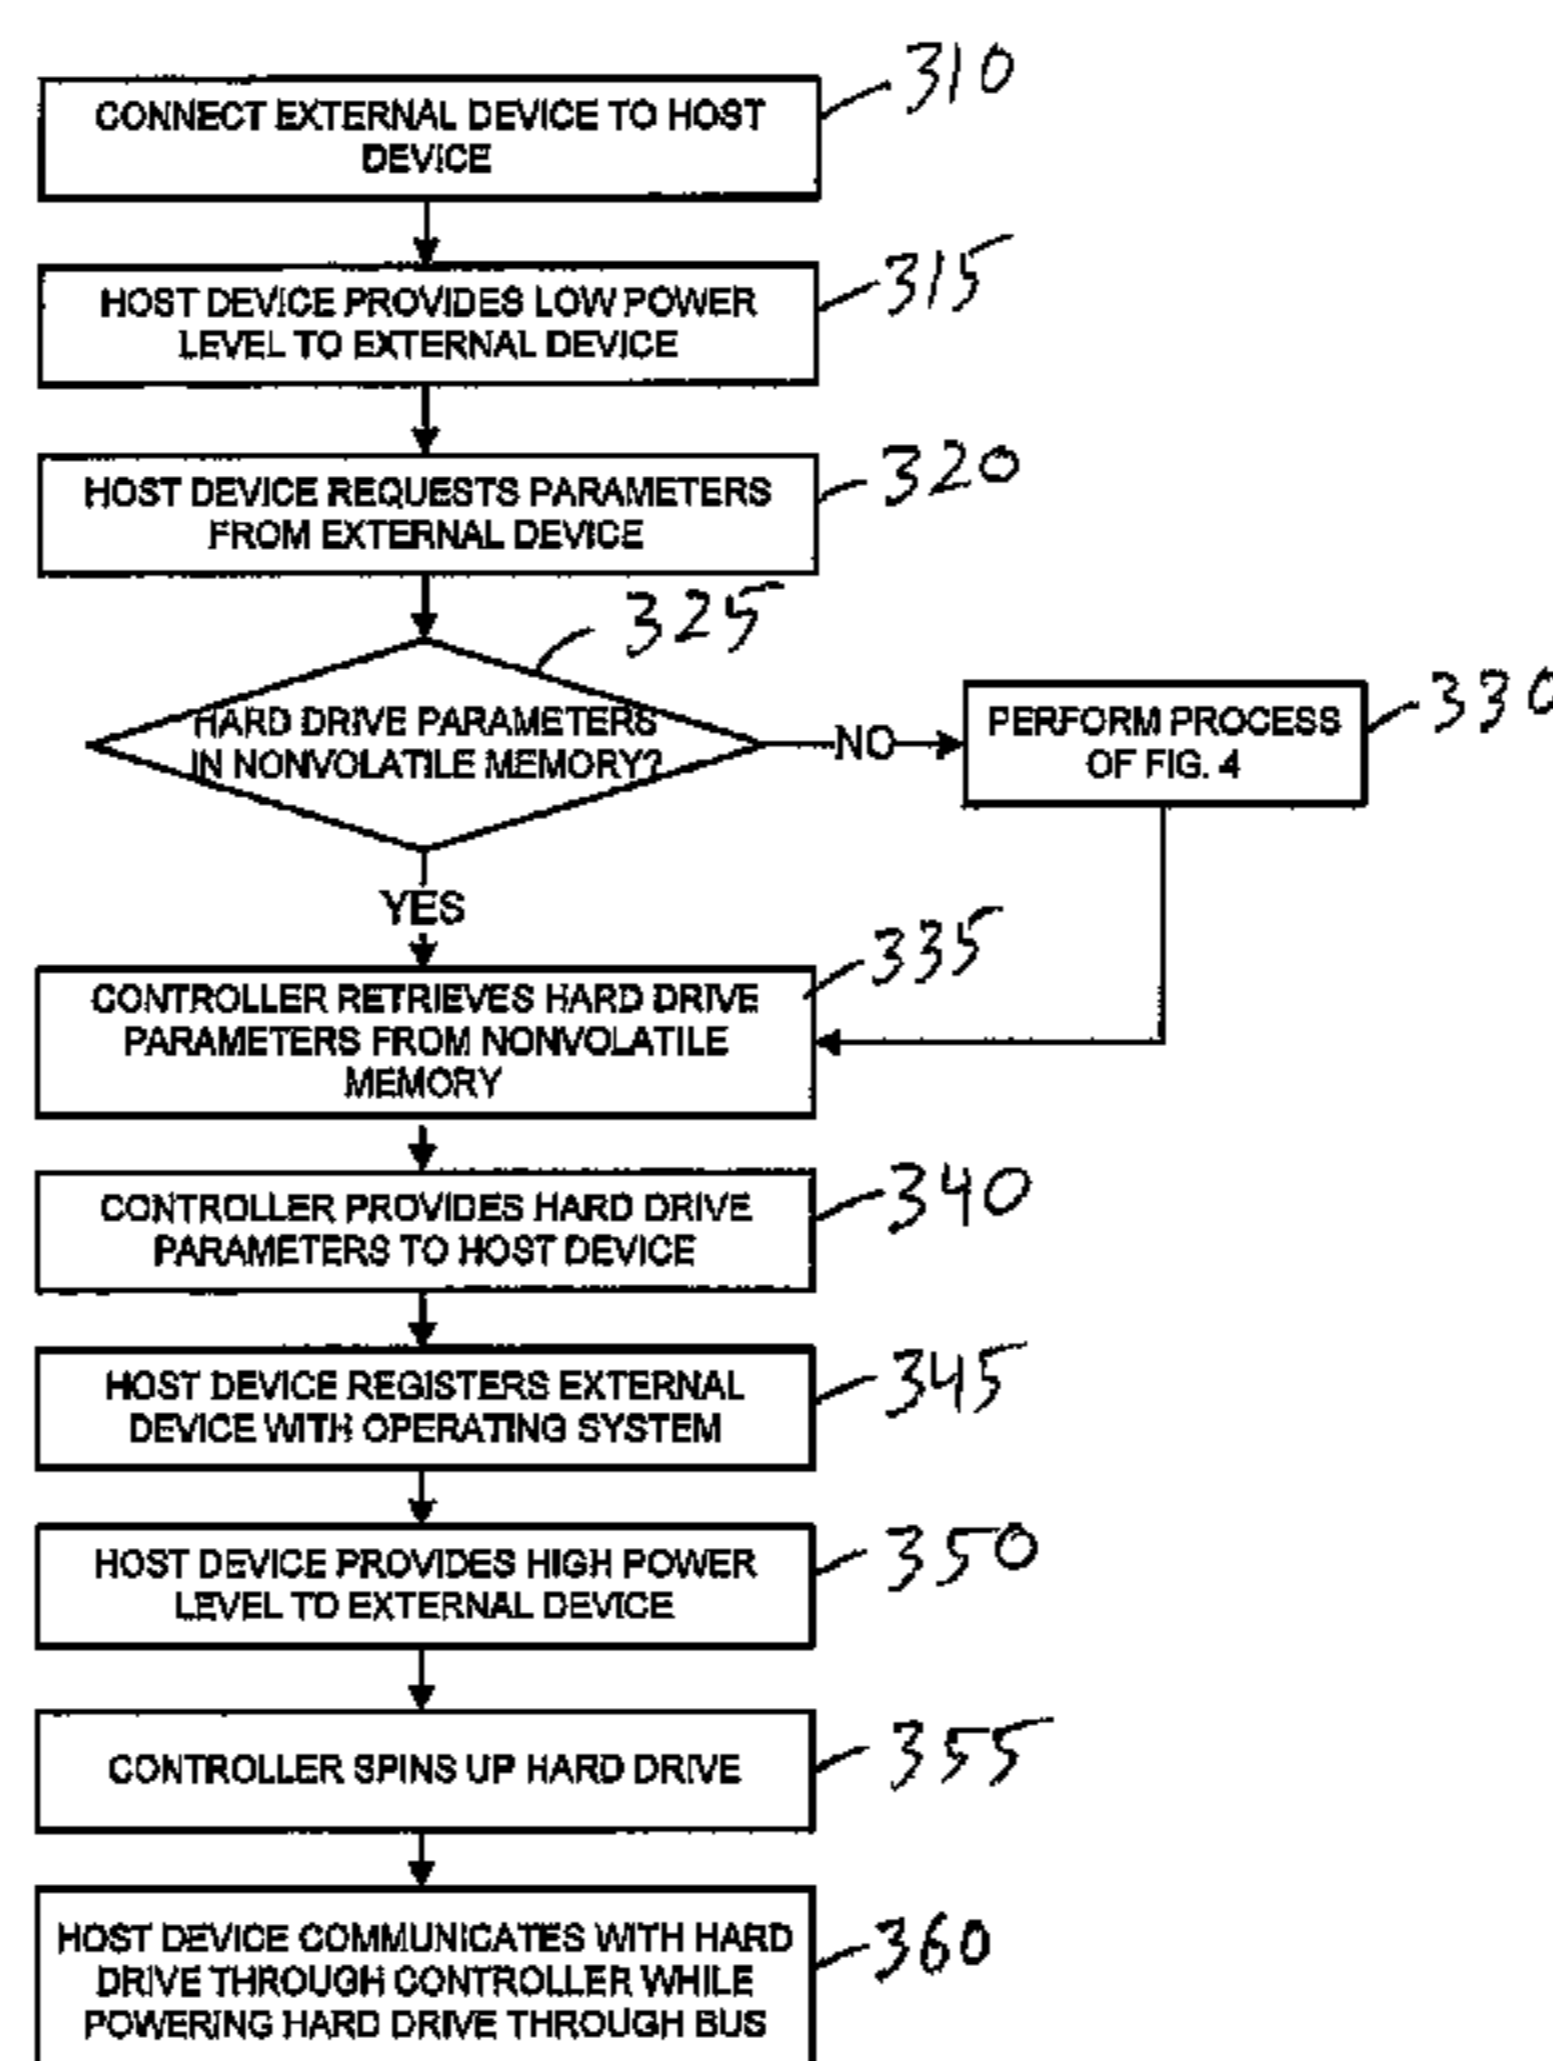 310
CONNECT EXTERNAL DEVICE TO HOST
DEVICE
315
HOST DEVICE PROVIDES LOW POWER
LEVEL TO EXTERNAL DEVICE
320
HOST DEVICE REQUESTS PARAMETERS
FROM EXTERNAL DEVICE
325
HARD DRIVE PARAMETERS
IN NONVOLATILE MEMORY?
NO
330
PERFORM PROCESS
OF FIG. 4
YES
335
CONTROLLER RETRIEVES HARD DRIVE
PARAMETERS FROM NONVOLATILE
MEMORY
340
CONTROLLER PROVIDES HARD DRIVE
PARAMETERS TO HOST DEVICE
345
HOST DEVICE REGISTERS EXTERNAL
DEVICE WITH OPERATING SYSTEM
350
HOST DEVICE PROVIDES HIGH POWER
LEVEL TO EXTERNAL DEVICE
355
CONTROLLER SPINS UP HARD DRIVE
360
HOST DEVICE COMMUNICATES WITH HARD
DRIVE THROUGH CONTROLLER WHILE
POWERING HARD DRIVE THROUGH BUS